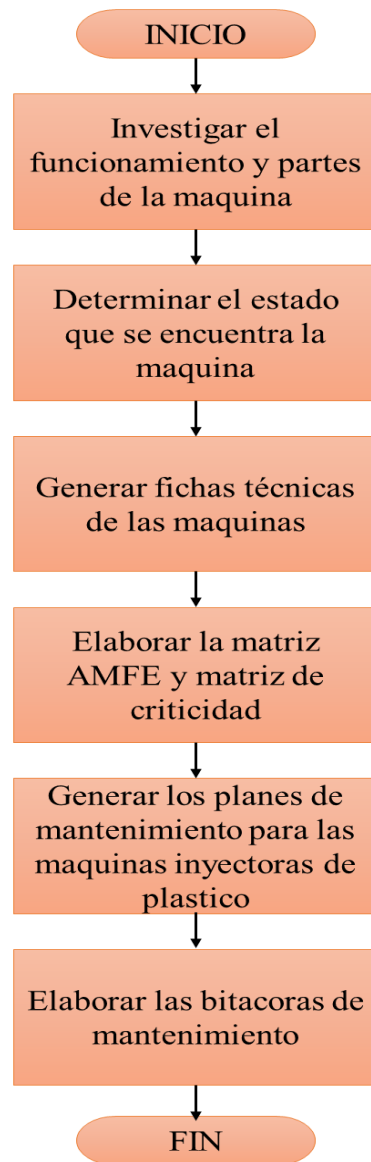 INICIO
Investigar el
funcionamiento y partes
de la maquina
Determinar el estado
que se encuentra la
maquina
Generar fichas técnicas
de las maquinas
Elaborar la matriz
AMFE y matriz de
criticidad
Generar los planes de
mantenimiento para las
maquinas inyectoras de
plastico
Elaborar las bitacoras de
mantenimiento
FIN